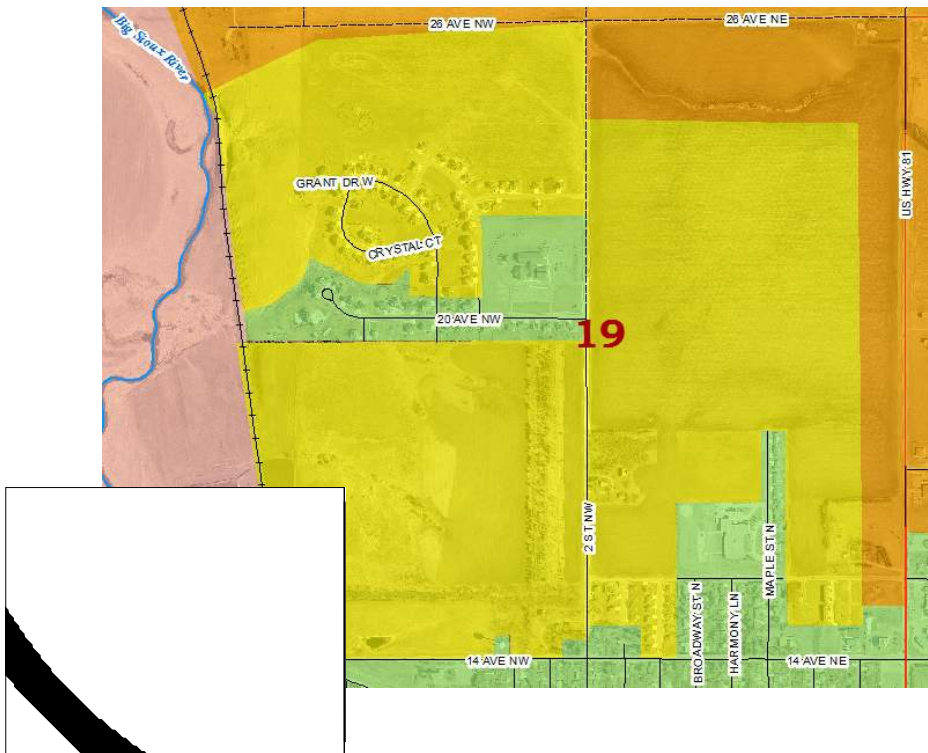 26 AVE NW
26 AVE NE
Big Sioux River
US HWY 81
GRANT DR W
CRYSTAL CT
20 AVE NW
19
2 ST NW
MAPLE ST N
BROADWAY ST N
HARMONY LN
14 AVE NW
14 AVE NE